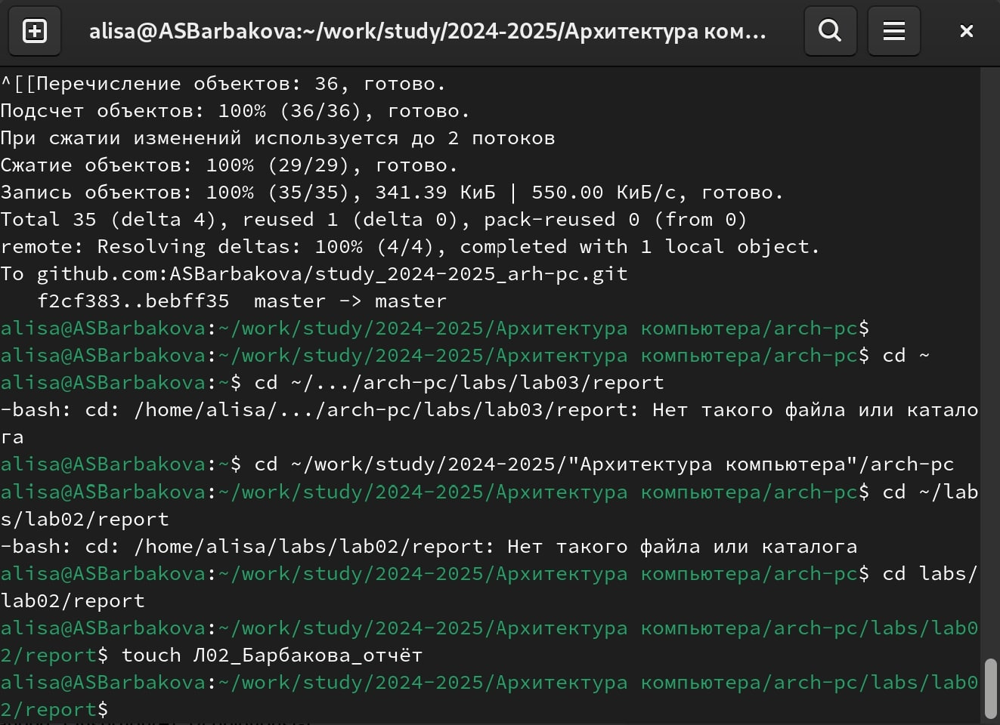 alisa@ASBarbakova:~/work/study/2024-2025/Архитектура ком...
^[[Перечисление объектов: 36, готово.
Подсчет объектов: 100% (36/36), готово.
При сжатии изменений используется до 2 потоков
Сжатие объектов: 100% (29/29), готово.
Запись объектов: 100% (35/35), 341.39 КиБ | 550.00 КиБ/с, готово.
Total 35 (delta 4), reused 1 (delta 0), pack-reused 0 (from 0)
remote: Resolving deltas: 100% (4/4), completed with 1 local object.
To github.com:ASBarbakova/study_2024-2025_arh-pc.git
   f2cf383..bebff35  master -> master
alisa@ASBarbakova:~/work/study/2024-2025/Архитектура компьютера/arch-pc$
alisa@ASBarbakova:~/work/study/2024-2025/Архитектура компьютера/arch-pc$ cd ~
alisa@ASBarbakova:~$ cd ~/.../arch-pc/labs/lab03/report
-bash: cd: /home/alisa/.../arch-pc/labs/lab03/report: Нет такого файла или катало
га
alisa@ASBarbakova:~$ cd ~/work/study/2024-2025/"Архитектура компьютера"/arch-pc
alisa@ASBarbakova:~/work/study/2024-2025/Архитектура компьютера/arch-pc$ cd ~/lab
s/lab02/report
-bash: cd: /home/alisa/labs/lab02/report: Нет такого файла или каталога
alisa@ASBarbakova:~/work/study/2024-2025/Архитектура компьютера/arch-pc$ cd labs/
lab02/report
alisa@ASBarbakova:~/work/study/2024-2025/Архитектура компьютера/arch-pc/labs/lab0
2/report$ touch Л02_Барбакова_отчёт
alisa@ASBarbakova:~/work/study/2024-2025/Архитектура компьютера/arch-pc/labs/lab0
2/report$